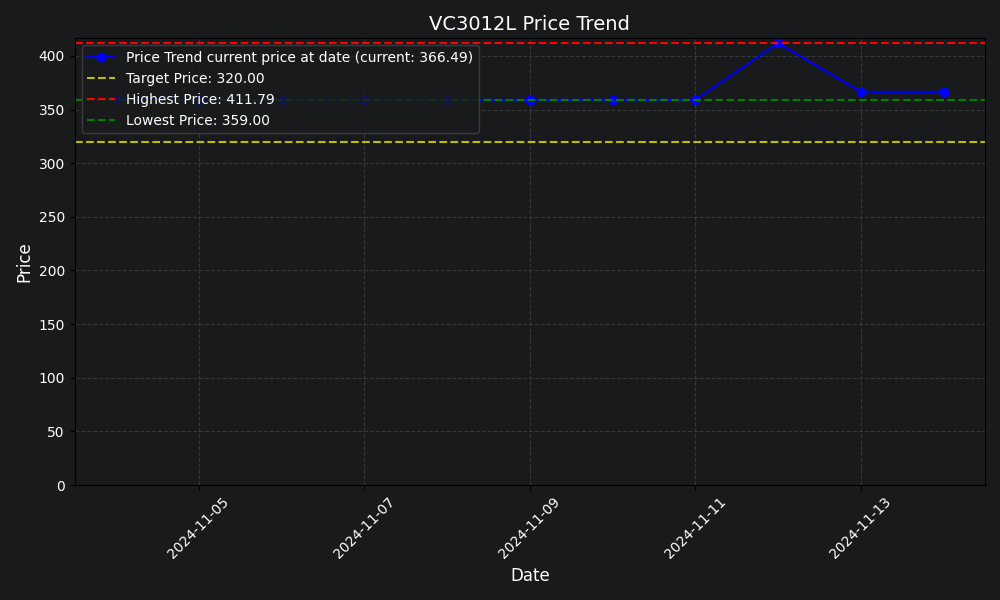 VC3012L Price Trend
Price Trend current price at date (current: 366.49)
Target Price: 320.00
Highest Price: 411.79
Lowest Price: 359.00
400
350
300
250
200
150
100
50
0
Price
2024-11-05
2024-11-07
2024-11-09
2024-11-11
2024-11-13
Date